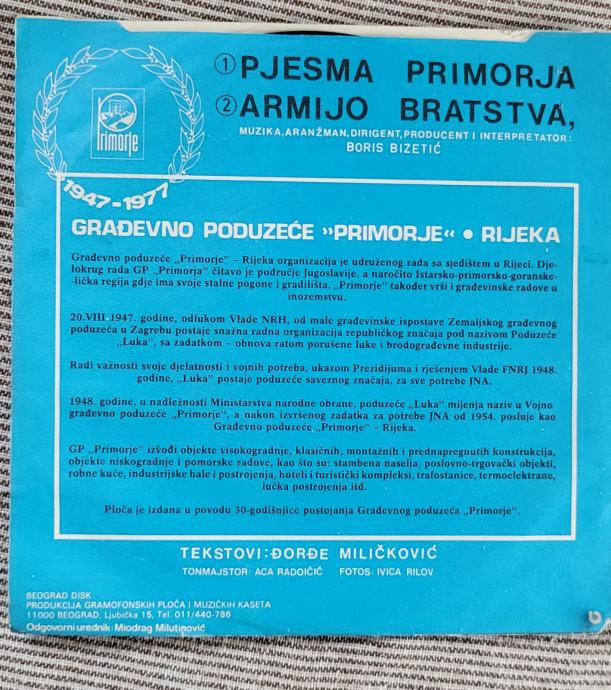 ① PJESMA PRIMORJA
② ARMIJO BRATSTVA,
MUZIKA, ARANŽMAN, DIRIGENT, PRODUCENT I INTERPRETATOR:
BORIS BIZETIĆ
Primorje
1947-1977
GRAĐEVNO PODUZEĆE »PRIMORJE« • RIJEKA
Građevno poduzeće „Primorje" – Rijeka organizacija je udruženog rada sa sjedištem u Rijeci. Dje-
lokrug rada GP „Primorja" čitavo je područje Jugoslavije, a naročito Istarsko-primorsko-goranske-
-lička regija gdje ima svoje stalne pogone i gradilišta. „Primorje" također vrši i građevinske radove u
inozemstvu.
20.VIII 1947. godine, odlukom Vlade NRH, od male građevinske ispostave Zemaljskog građevnog
poduzeća u Zagrebu postaje snažna radna organizacija republičkog značaja pod nazivom Poduzeće
„Luka", sa zadatkom – obnova ratom porušene luke i brodograđevne industrije.
Radi važnosti svoje djelatnosti i vojnih potreba, ukazom Prezidijuma i rješenjem Vlade FNRJ 1948.
godine, „Luka" postaje poduzeće saveznog značaja, za sve potrebe JNA.
1948. godine, u nadležnosti Ministarstva narodne obrane, poduzeće „Luka" mijenja naziv u Vojno
građevno poduzeće „Primorje", a nakon izvršenog zadatka za potrebe JNA od 1954. posluje kao
Građevno poduzeće „Primorje" – Rijeka.
GP „Primorje" izvođi objekte visokogradnje, klasičnih, montažnih i prednapregnutih konstrukcija,
objekte niskogradnje i pomorske radove, kao što su: stambena naselja, poslovno-trgovački objekti,
robne kuće, industrijske hale i postrojenja, hoteli i turistički kompleksi, trafostanice, termoelektrane,
lučka postrojenja itd.
Ploča je izdana u povodu 30-godišnjice postojanja Građevnog poduzeća „Primorje".
TEKSTOVI: ĐORĐE MILIČKOVIĆ
TONMAJSTOR: ACA RADOIČIĆ FOTOS: IVICA RILOV
BEOGRAD DISK
PRODUKCIJA GRAMOFONSKIH PLOČA I MUZIČKIH KASETA
11000 BEOGRAD, Ljubička 15, Tel. 011/440-786
Odgovorni urednik: Miodrag Milutinović